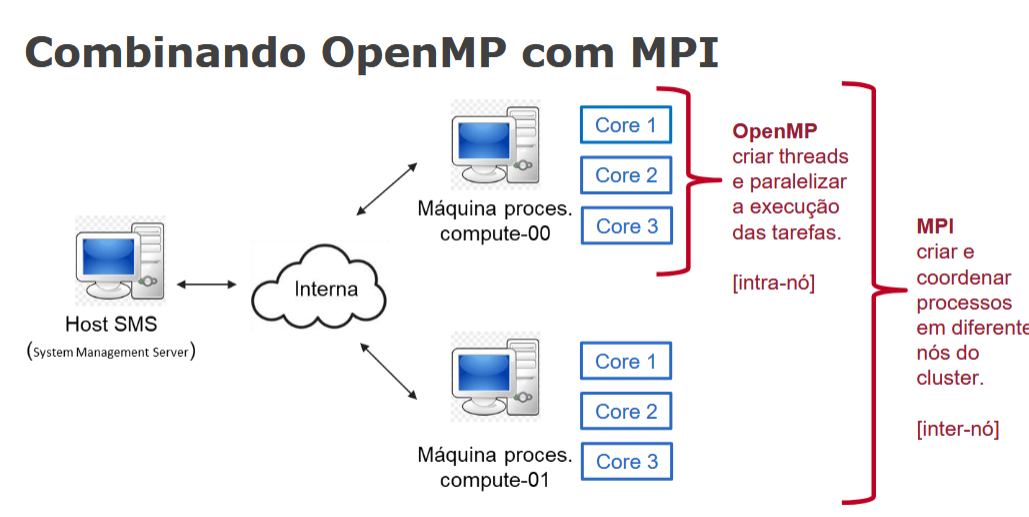 Combinando OpenMP com MPI
Host SMS
(System Management Server)
Interna
Máquina proces.
compute-00
Core 1
Core 2
Core 3
Máquina proces.
compute-01
Core 1
Core 2
Core 3
OpenMP
criar threads
e paralelizar
a execução
das tarefas.
[intra-nó]
MPI
criar e
coordenar
processos
em diferente
nós do
cluster.
[inter-nó]